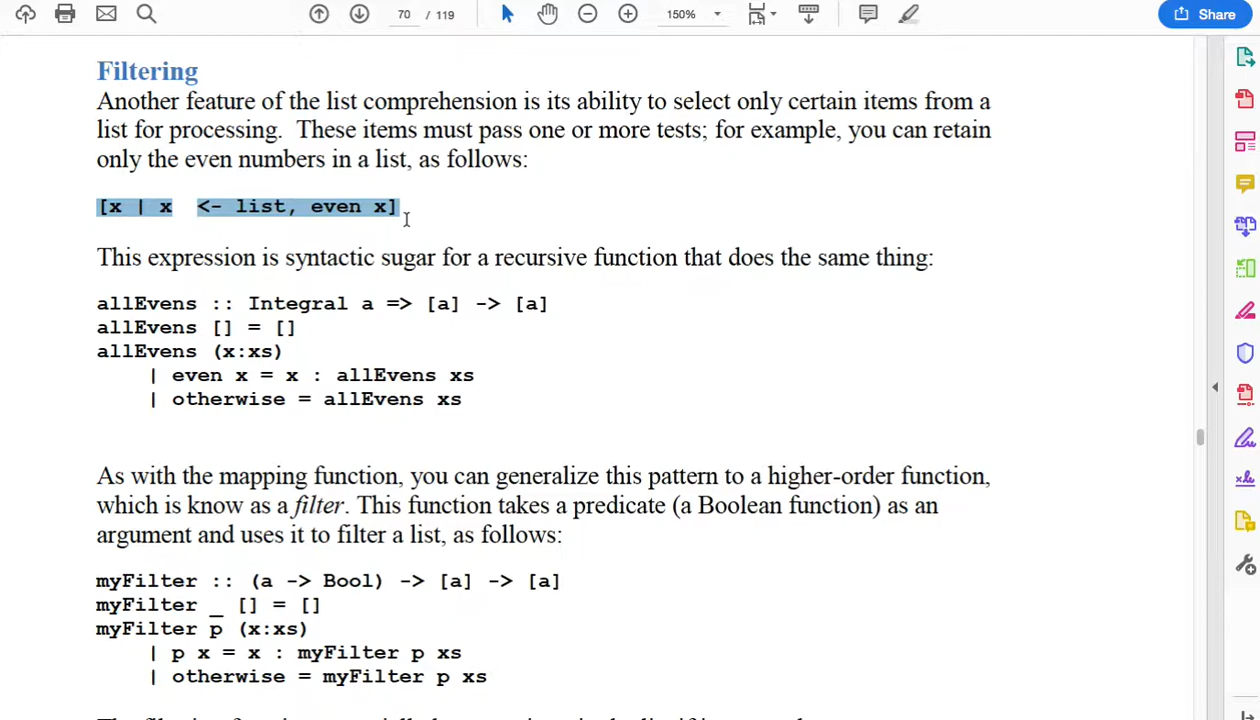 70 / 119
150%
Share
Filtering
Another feature of the list comprehension is its ability to select only certain items from a
list for processing.  These items must pass one or more tests; for example, you can retain
only the even numbers in a list, as follows:
[x | x  <- list, even x]
This expression is syntactic sugar for a recursive function that does the same thing:
allEvens :: Integral a => [a] -> [a]
allEvens [] = []
allEvens (x:xs)
    | even x = x : allEvens xs
    | otherwise = allEvens xs
As with the mapping function, you can generalize this pattern to a higher-order function,
which is know as a filter. This function takes a predicate (a Boolean function) as an
argument and uses it to filter a list, as follows:
myFilter :: (a -> Bool) -> [a] -> [a]
myFilter _ [] = []
myFilter p (x:xs)
    | p x = x : myFilter p xs
    | otherwise = myFilter p xs